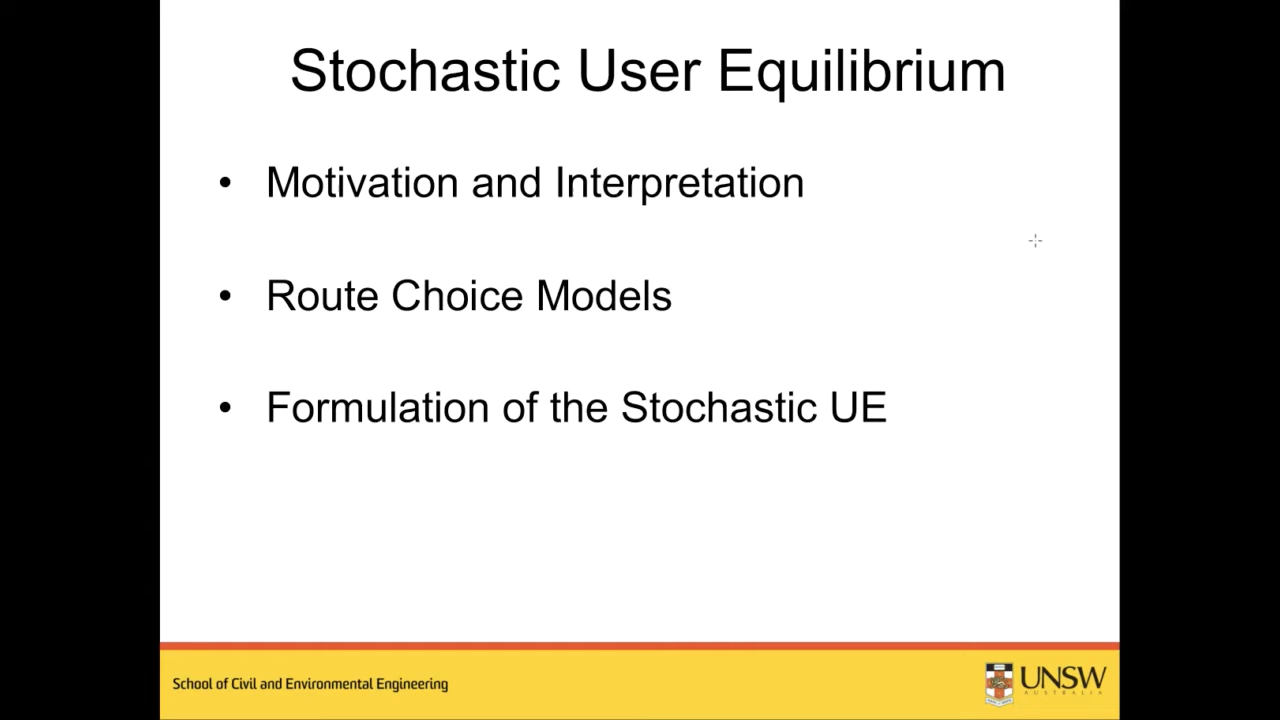 Stochastic User Equilibrium
• Motivation and Interpretation
• Route Choice Models
• Formulation of the Stochastic UE
School of Civil and Environmental Engineering
UNSW
AUSTRALIA